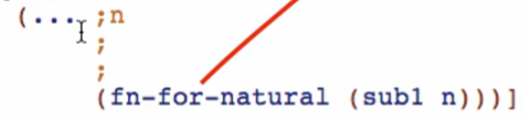 (... ;n
;
;
(fn-for-natural (sub1 n)))]